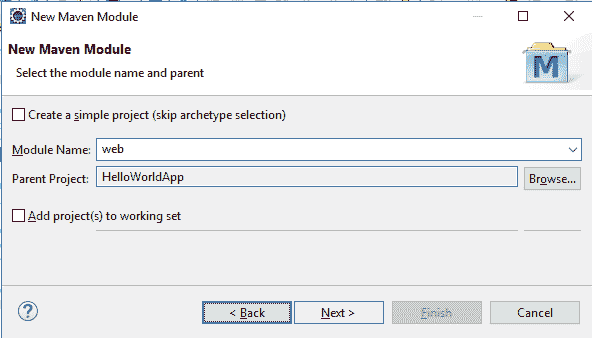 New Maven Module
New Maven Module
Select the module name and parent
M
Create a simple project (skip archetype selection)
Module Name: web
Parent Project: HelloWorldApp Browse...
Add project(s) to working set
? < Back Next > Finish Cancel